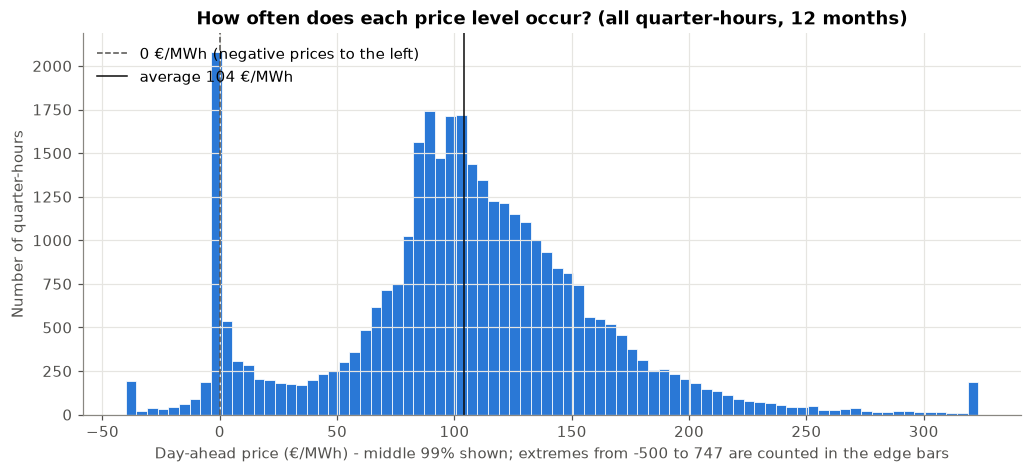 How often does each price level occur? (all quarter-hours, 12 months)
0 €/MWh (negative prices to the left)
average 104 €/MWh
Number of quarter-hours
2000
1750
1500
1250
1000
750
500
250
0
−50 0 50 100 150 200 250 300
Day-ahead price (€/MWh) - middle 99% shown; extremes from -500 to 747 are counted in the edge bars